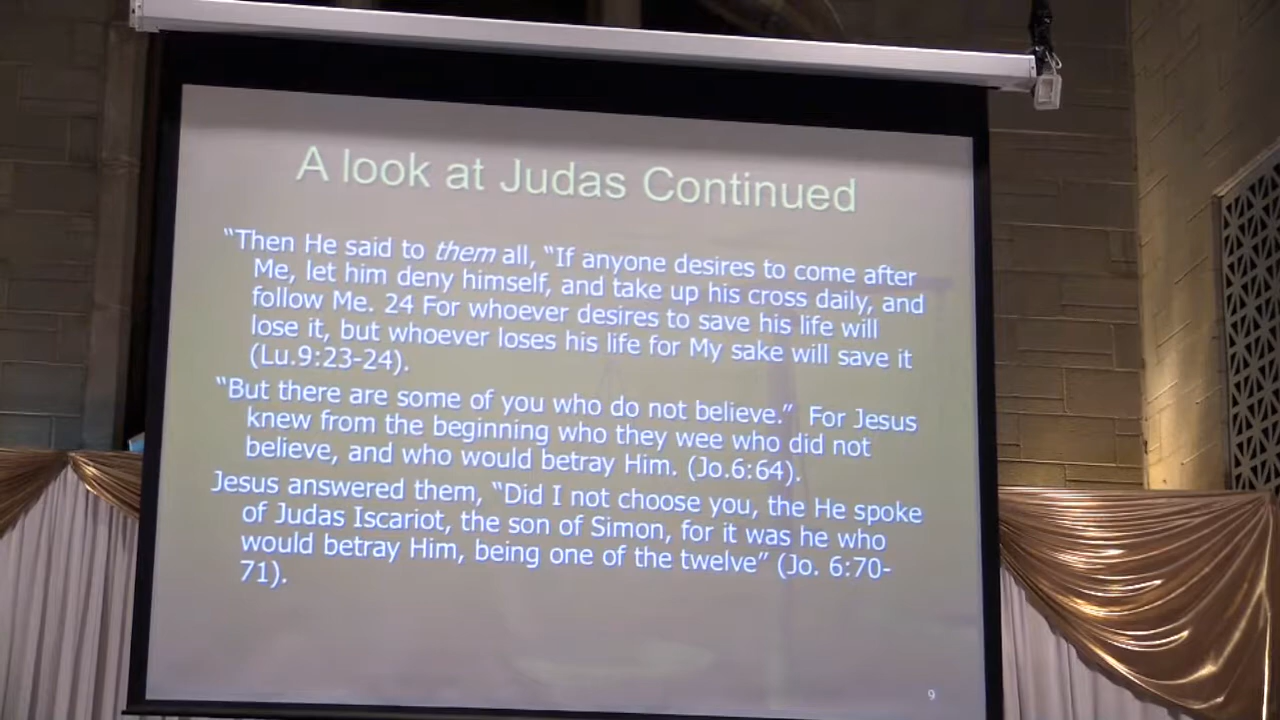 A look at Judas Continued
“Then He said to them all, “If anyone desires to come after
Me, let him deny himself, and take up his cross daily, and
follow Me. 24 For whoever desires to save his life will
lose it, but whoever loses his life for My sake will save it
(Lu.9:23-24).
“But there are some of you who do not believe.”  For Jesus
knew from the beginning who they wee who did not
believe, and who would betray Him. (Jo.6:64).
Jesus answered them, “Did I not choose you, the He spoke
of Judas Iscariot, the son of Simon, for it was he who
would betray Him, being one of the twelve” (Jo. 6:70-
71).
9